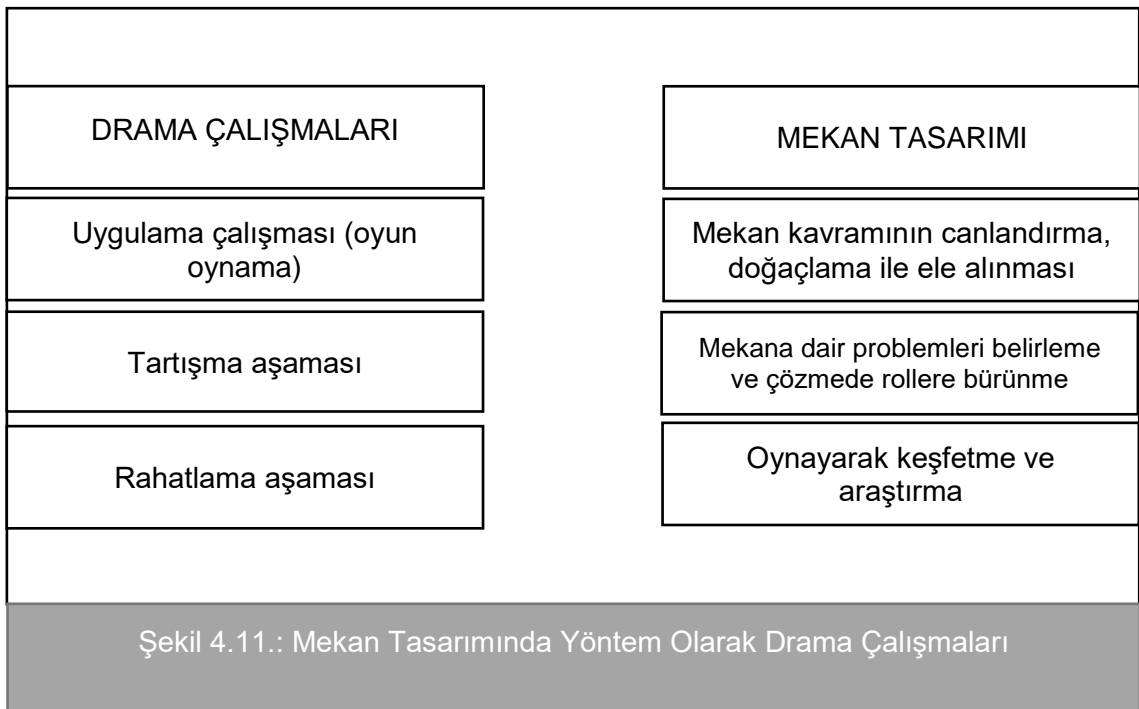 DRAMA ÇALIŞMALARI
Uygulama çalışması (oyun
oynama)
Tartışma aşaması
Rahatlama aşaması
MEKAN TASARIMI
Mekan kavramının canlandırma,
doğaçlama ile ele alınması
Mekana dair problemleri belirleme
ve çözmede rollere bürünme
Oynayarak keşfetme ve
araştırma
Şekil 4.11.: Mekan Tasarımında Yöntem Olarak Drama Çalışmaları